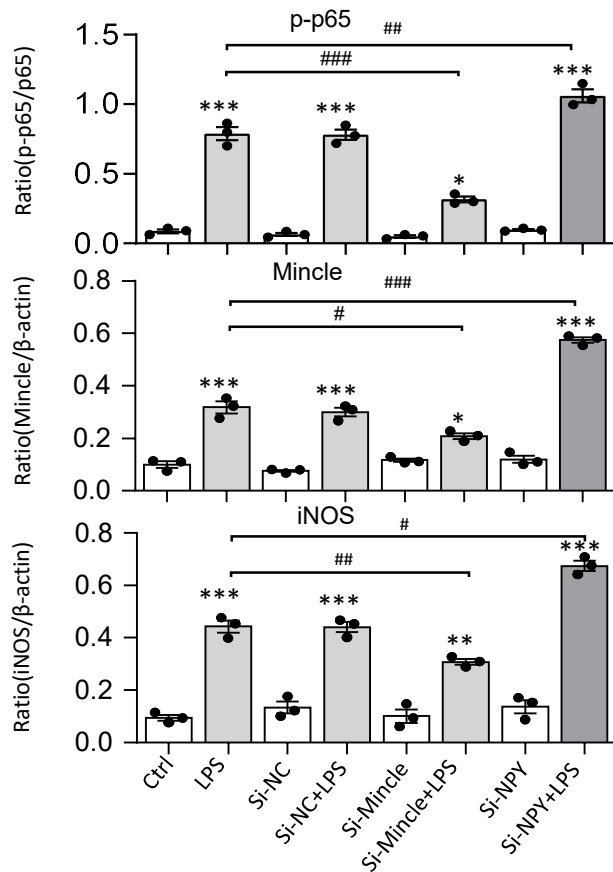 p-p65
Ratio(p-p65/p65)
1.5
1.0
0.5
0.0
##
###
***
***
*
***
Mincle
Ratio(Mincle/β-actin)
0.8
0.6
0.4
0.2
0.0
###
#
***
***
*
***
iNOS
Ratio(iNOS/β-actin)
0.8
0.6
0.4
0.2
0.0
#
##
***
***
**
***
Ctrl
LPS
Si-NC
Si-NC+LPS
Si-Mincle
Si-Mincle+LPS
Si-NPY
Si-NPY+LPS